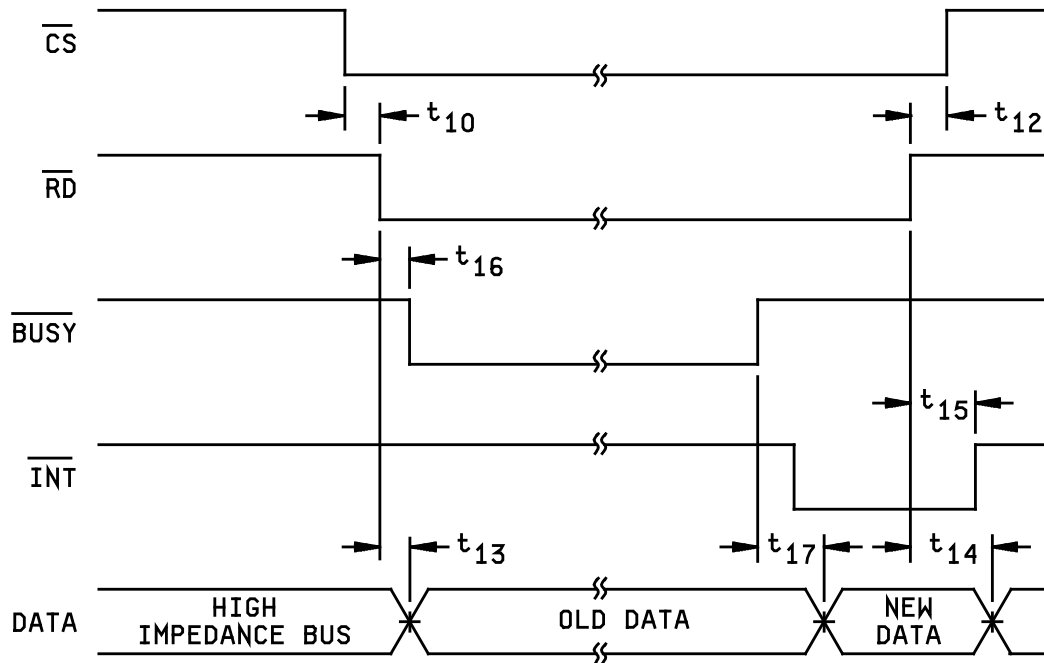 CS
t10
t12
RD
t16
BUSY
t15
INT
t13
t17
t14
DATA
HIGH
IMPEDANCE BUS
OLD DATA
NEW
DATA